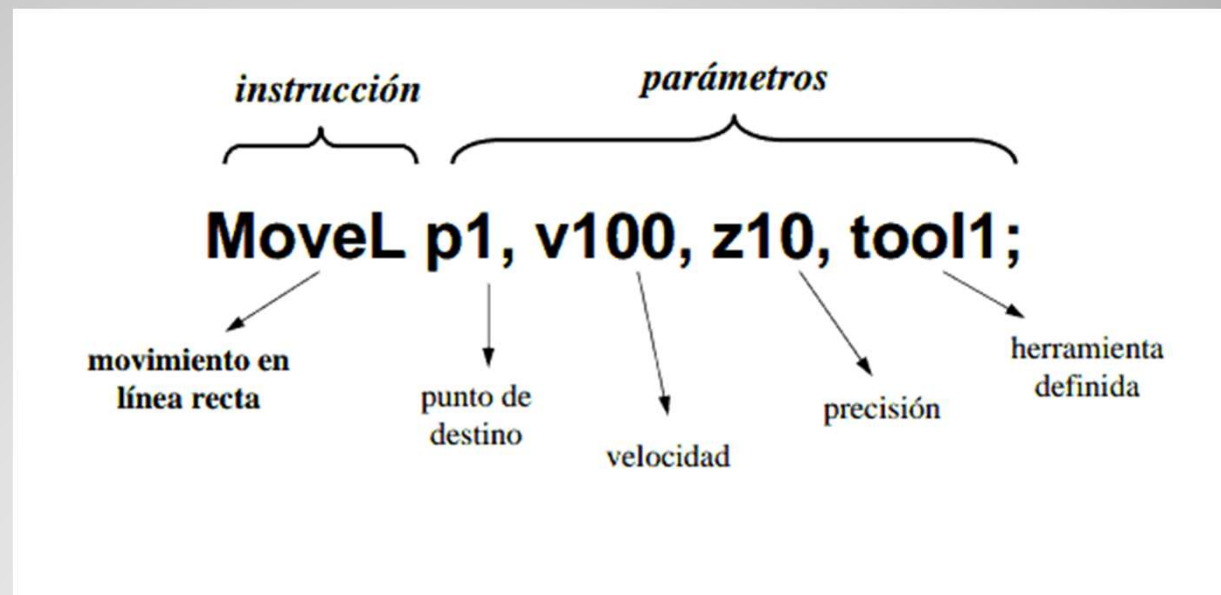 instrucción
parámetros
MoveL p1, v100, z10, tool1;
movimiento en
línea recta
punto de
destino
velocidad
precisión
herramienta
definida